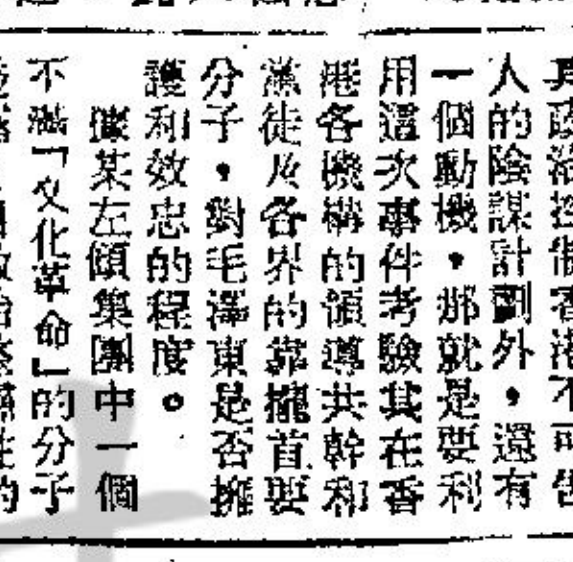 政治控制香港不可告
人的陰謀計劃外，還有
一個動機，那就是要利
用這次事件考驗其在香
港各機構的領導共幹和
黨徒及各界的靠攏首要
分子，對毛澤東是否擁
護和效忠的程度。
據某左傾集團中一個
不滿「文化革命」的分子